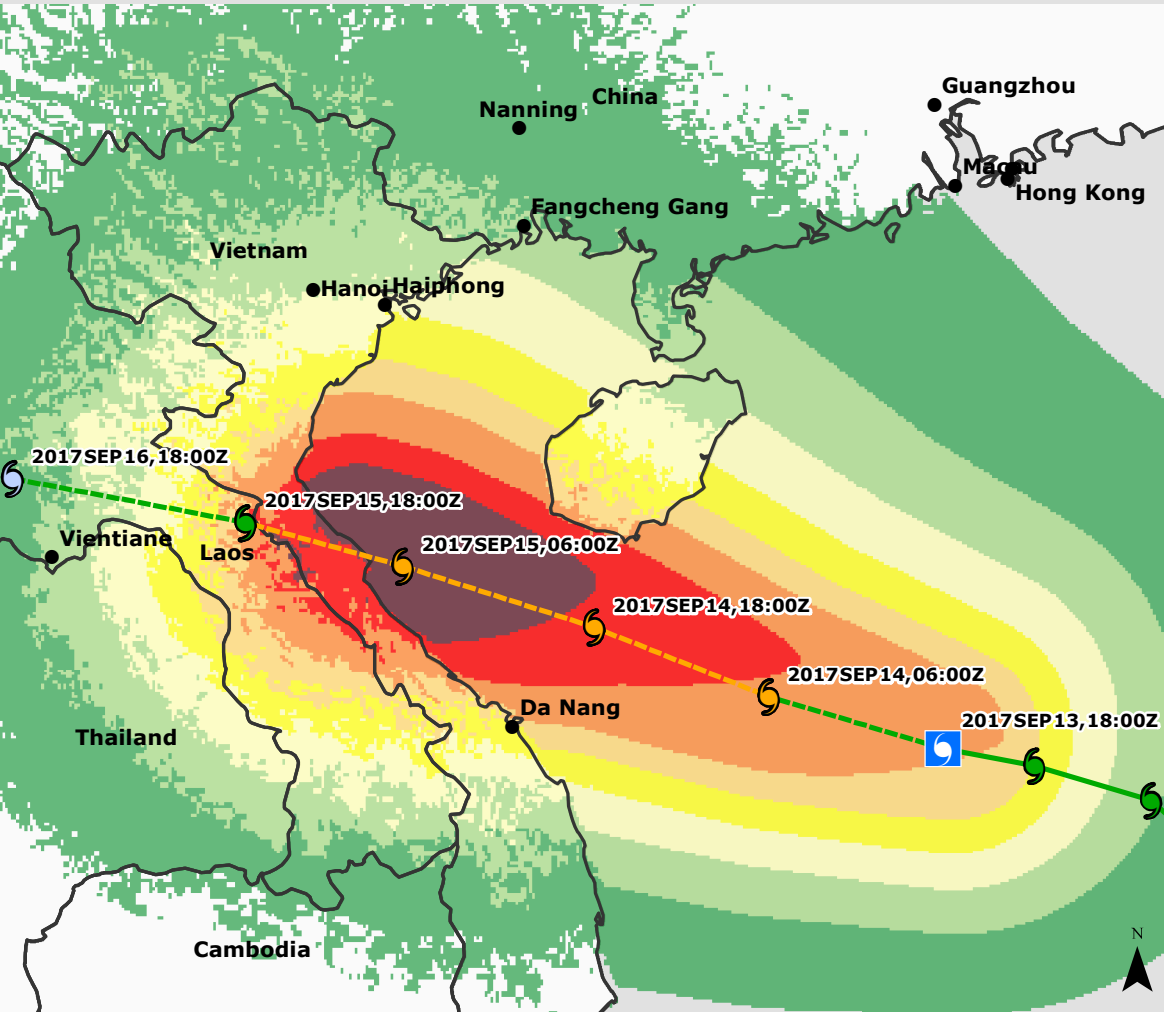 Guangzhou
China
Nanning
Macau
Hong Kong
Fangcheng Gang
Vietnam
Hanoi
Haiphong
2017SEP16,18:00Z
2017SEP15,18:00Z
Vientiane
Laos
2017SEP15,06:00Z
2017SEP14,18:00Z
2017SEP14,06:00Z
Da Nang
2017SEP13,18:00Z
Thailand
N
Cambodia